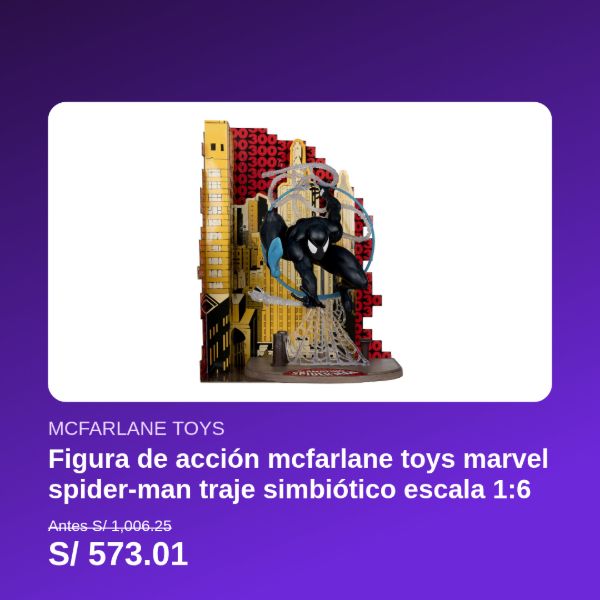 MCFARLANE TOYS
Figura de acción mcfarlane toys marvel
spider-man traje simbiótico escala 1:6
Antes S/ 1,006.25
S/ 573.01